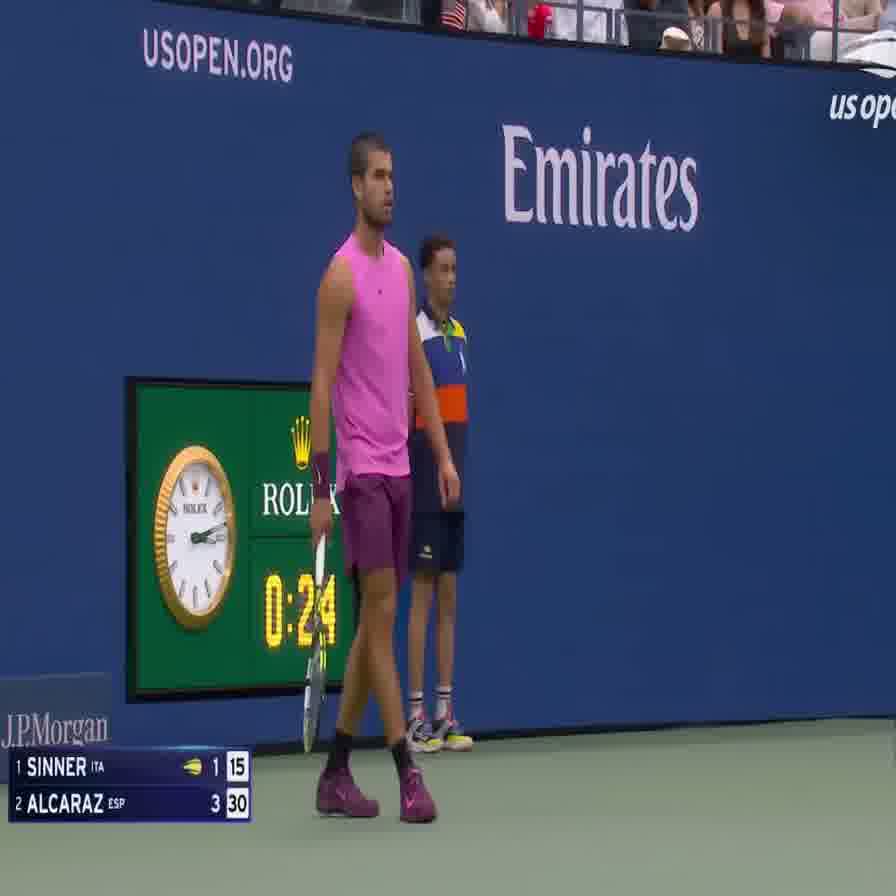 USOPEN.ORG
us ope
Emirates
ROLEX
ROLEX
0:24
J.P.Morgan
1 SINNER ITA 1 15
2 ALCARAZ ESP 3 30